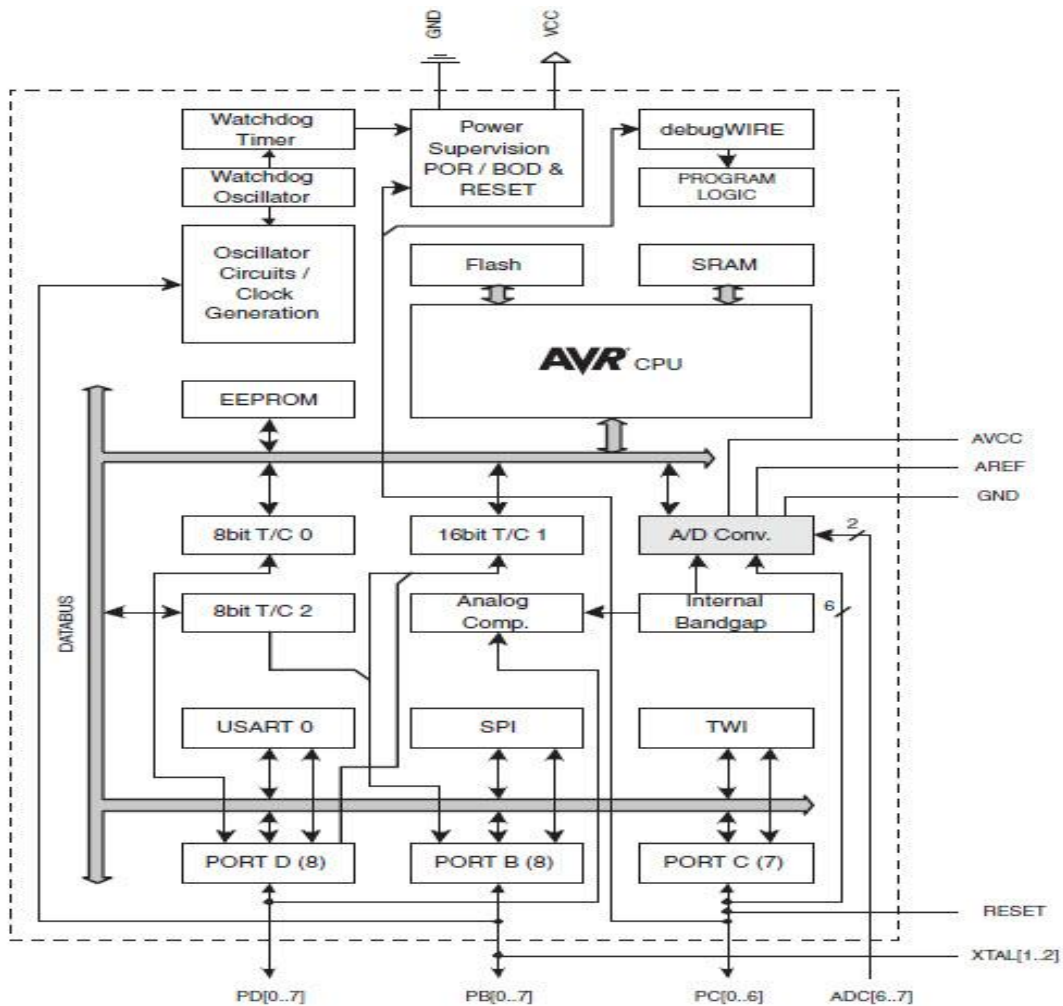 GND
VCC
Watchdog
Timer
Power
Supervision
POR / BOD &
RESET
debugWIRE
Watchdog
Oscillator
PROGRAM
LOGIC
Oscillator
Circuits /
Clock
Generation
Flash
SRAM
AVR CPU
EEPROM
AVCC
AREF
GND
8bit T/C 0
16bit T/C 1
A/D Conv.
2
DATABUS
8bit T/C 2
Analog
Comp.
Internal
Bandgap
6
USART 0
SPI
TWI
PORT D (8)
PORT B (8)
PORT C (7)
RESET
XTAL[1..2]
PD[0..7]
PB[0..7]
PC[0..6]
ADC[6..7]